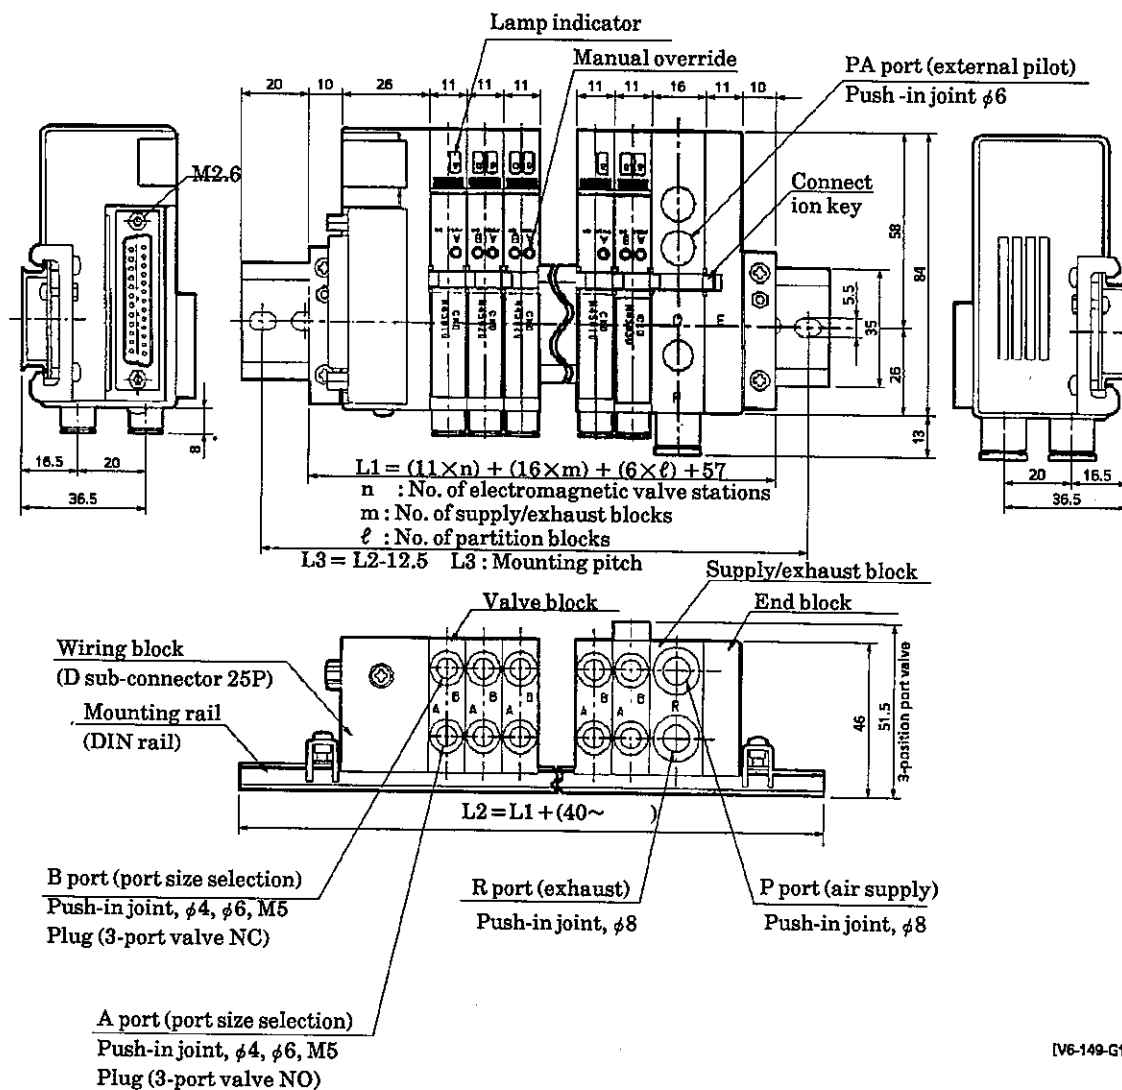 Lamp indicator
Manual override
PA port (external pilot)
Push -in joint φ6
20 10 26 11 11 11 11 11 16 11 10
M2.6
Connect
ion key
58
84
5.5
35
26
13
A B A B A
A B A
R
8
16.5 20
36.5
20 16.5
36.5
L1 = (11×n) + (16×m) + (6×ℓ) +57
n : No. of electromagnetic valve stations
m : No. of supply/exhaust blocks
ℓ : No. of partition blocks
L3 = L2-12.5 L3 : Mounting pitch
Supply/exhaust block
Valve block
End block
Wiring block
(D sub-connector 25P)
Mounting rail
(DIN rail)
B B B B B
A A A A A R
46
51.5
3-position port valve
L2=L1+(40~ )
B port (port size selection)
Push-in joint, φ4, φ6, M5
Plug (3-port valve NC)
R port (exhaust)
Push-in joint, φ8
P port (air supply)
Push-in joint, φ8
A port (port size selection)
Push-in joint, φ4, φ6, M5
Plug (3-port valve NO)
[V6-149-G1